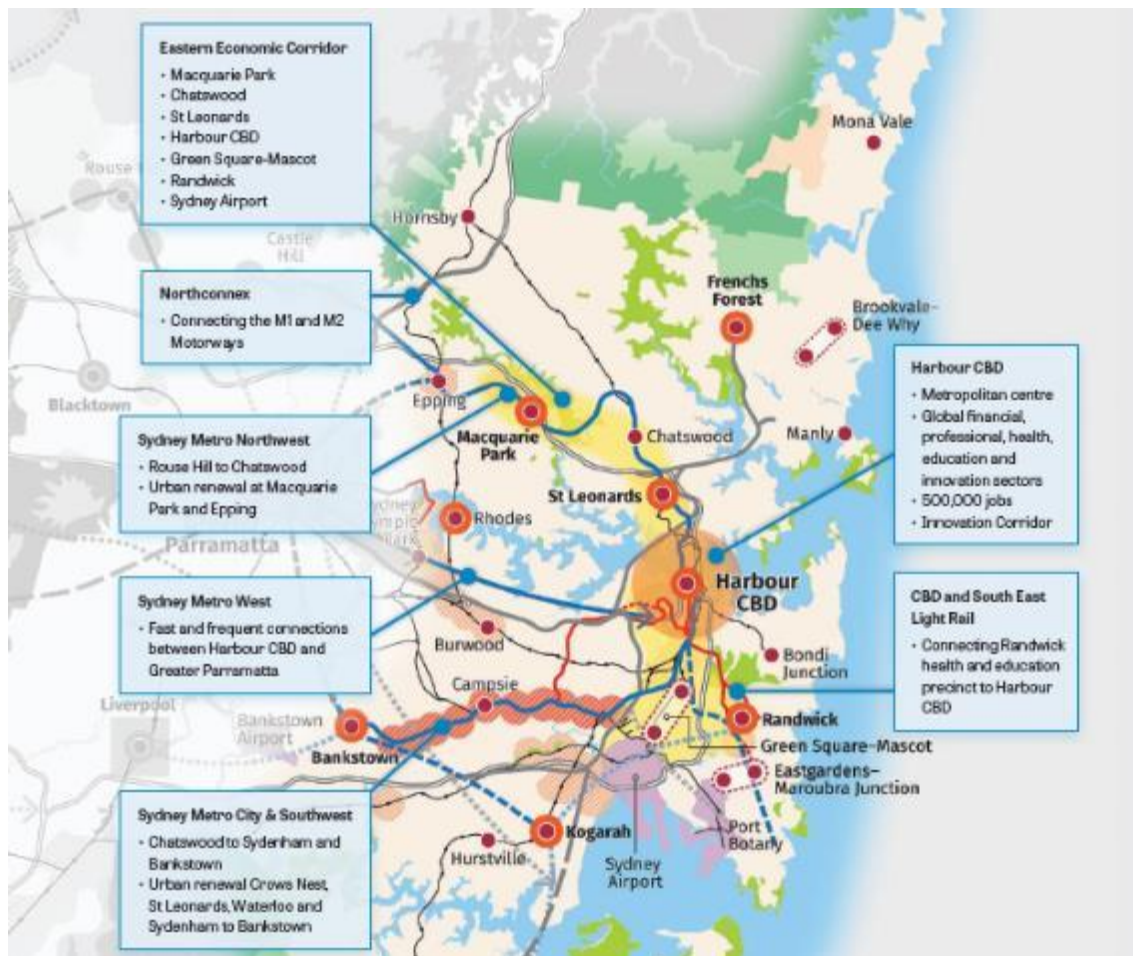 Eastern Economic Corridor
• Macquarie Park
• Chatswood
• St Leonards
• Harbour CBD
• Green Square-Mascot
• Randwick
• Sydney Airport
Northconnex
• Connecting the M1 and M2
Motorways
Sydney Metro Northwest
• Rouse Hill to Chatswood
• Urban renewal at Macquarie
Park and Epping
Sydney Metro West
• Fast and frequent connections
between Harbour CBD and
Greater Parramatta
Sydney Metro City & Southwest
• Chatswood to Sydenham and
Bankstown
• Urban renewal Crows Nest,
St Leonards, Waterloo and
Sydenham to Bankstown
Harbour CBD
• Metropolitan centre
• Global financial,
professional, health,
education and
innovation sectors
• 500,000 jobs
• Innovation Corridor
CBD and South East
Light Rail
• Connecting Randwick
health and education
precinct to Harbour
CBD
Mona Vale
Hornsby
Rouse
Castle
Hill
Frenchs
Forest
Brookvale-
Dee Why
Blacktown
Epping
Macquarie
Park
Chatswood
Manly
St Leonards
Rhodes
Parramatta
Harbour
CBD
Burwood
Bondi
Junction
Campsie
Liverpool
Bankstown
Airport
Bankstown
Randwick
Green Square-Mascot
Eastgardens-
Maroubra Junction
Kogarah
Hurstville
Port
Botany
Sydney
Airport